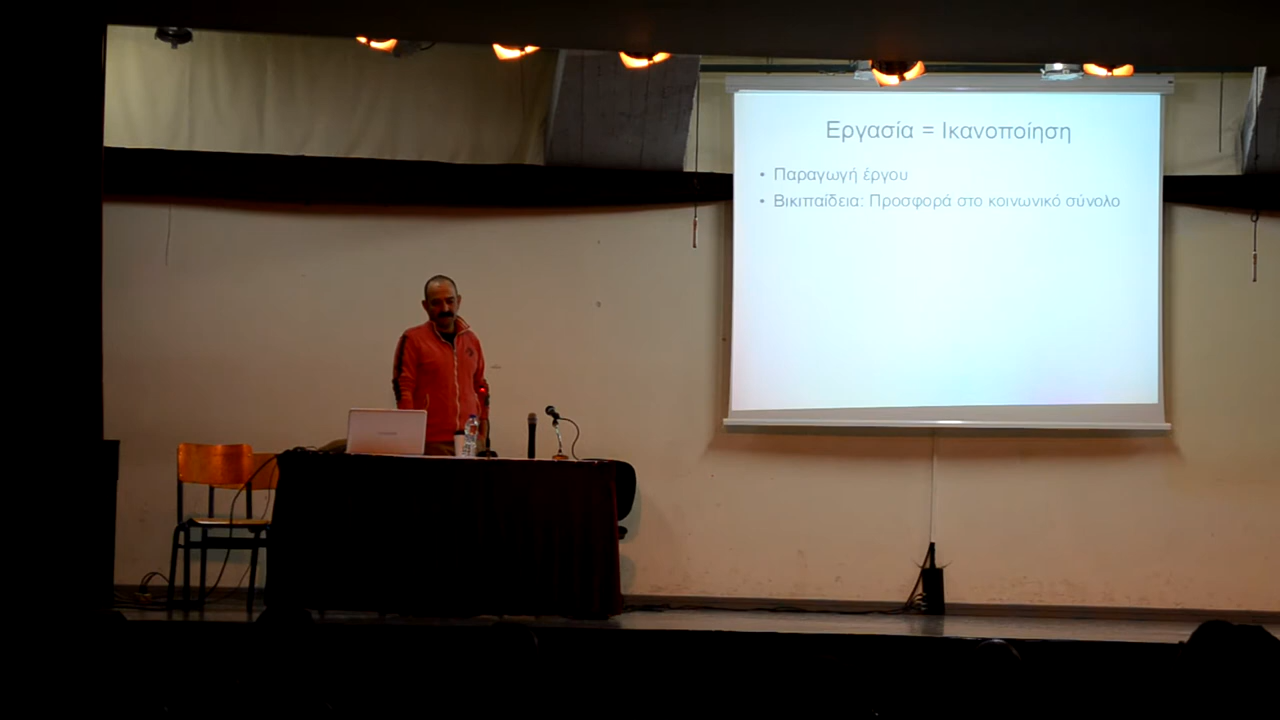 Εργασία = Ικανοποίηση
• Παραγωγή έργου
• Βικιπαίδεια: Προσφορά στο κοινωνικό σύνολο